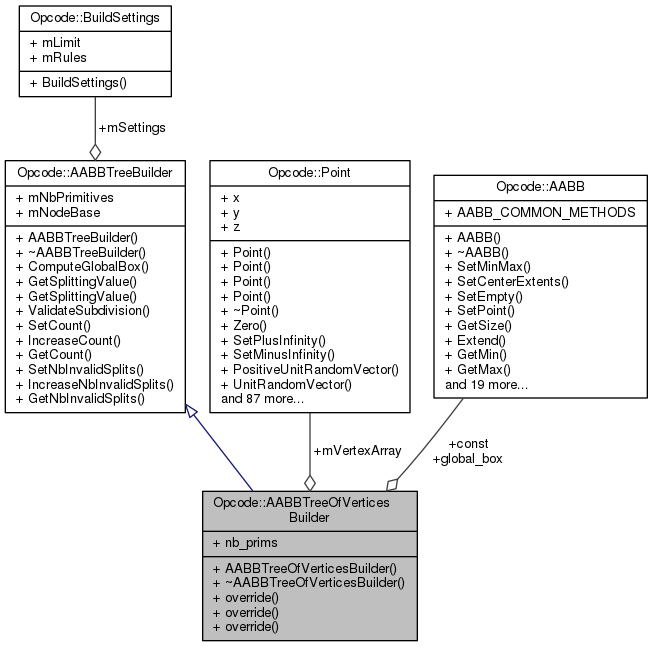 Opcode::BuildSettings
+ mLimit
+ mRules
+ BuildSettings()
+mSettings
Opcode::AABBTreeBuilder
+ mNbPrimitives
+ mNodeBase
+ AABBTreeBuilder()
+ ~AABBTreeBuilder()
+ ComputeGlobalBox()
+ GetSplittingValue()
+ GetSplittingValue()
+ ValidateSubdivision()
+ SetCount()
+ IncreaseCount()
+ GetCount()
+ SetNbInvalidSplits()
+ IncreaseNbInvalidSplits()
+ GetNbInvalidSplits()
Opcode::Point
+ x
+ y
+ z
+ Point()
+ Point()
+ Point()
+ Point()
+ ~Point()
+ Zero()
+ SetPlusInfinity()
+ SetMinusInfinity()
+ PositiveUnitRandomVector()
+ UnitRandomVector()
and 87 more...
Opcode::AABB
+ AABB_COMMON_METHODS
+ AABB()
+ ~AABB()
+ SetMinMax()
+ SetCenterExtents()
+ SetEmpty()
+ SetPoint()
+ GetSize()
+ Extend()
+ GetMin()
+ GetMax()
and 19 more...
+mVertexArray
+const
+global_box
Opcode::AABBTreeOfVertices
Builder
+ nb_prims
+ AABBTreeOfVerticesBuilder()
+ ~AABBTreeOfVerticesBuilder()
+ override()
+ override()
+ override()